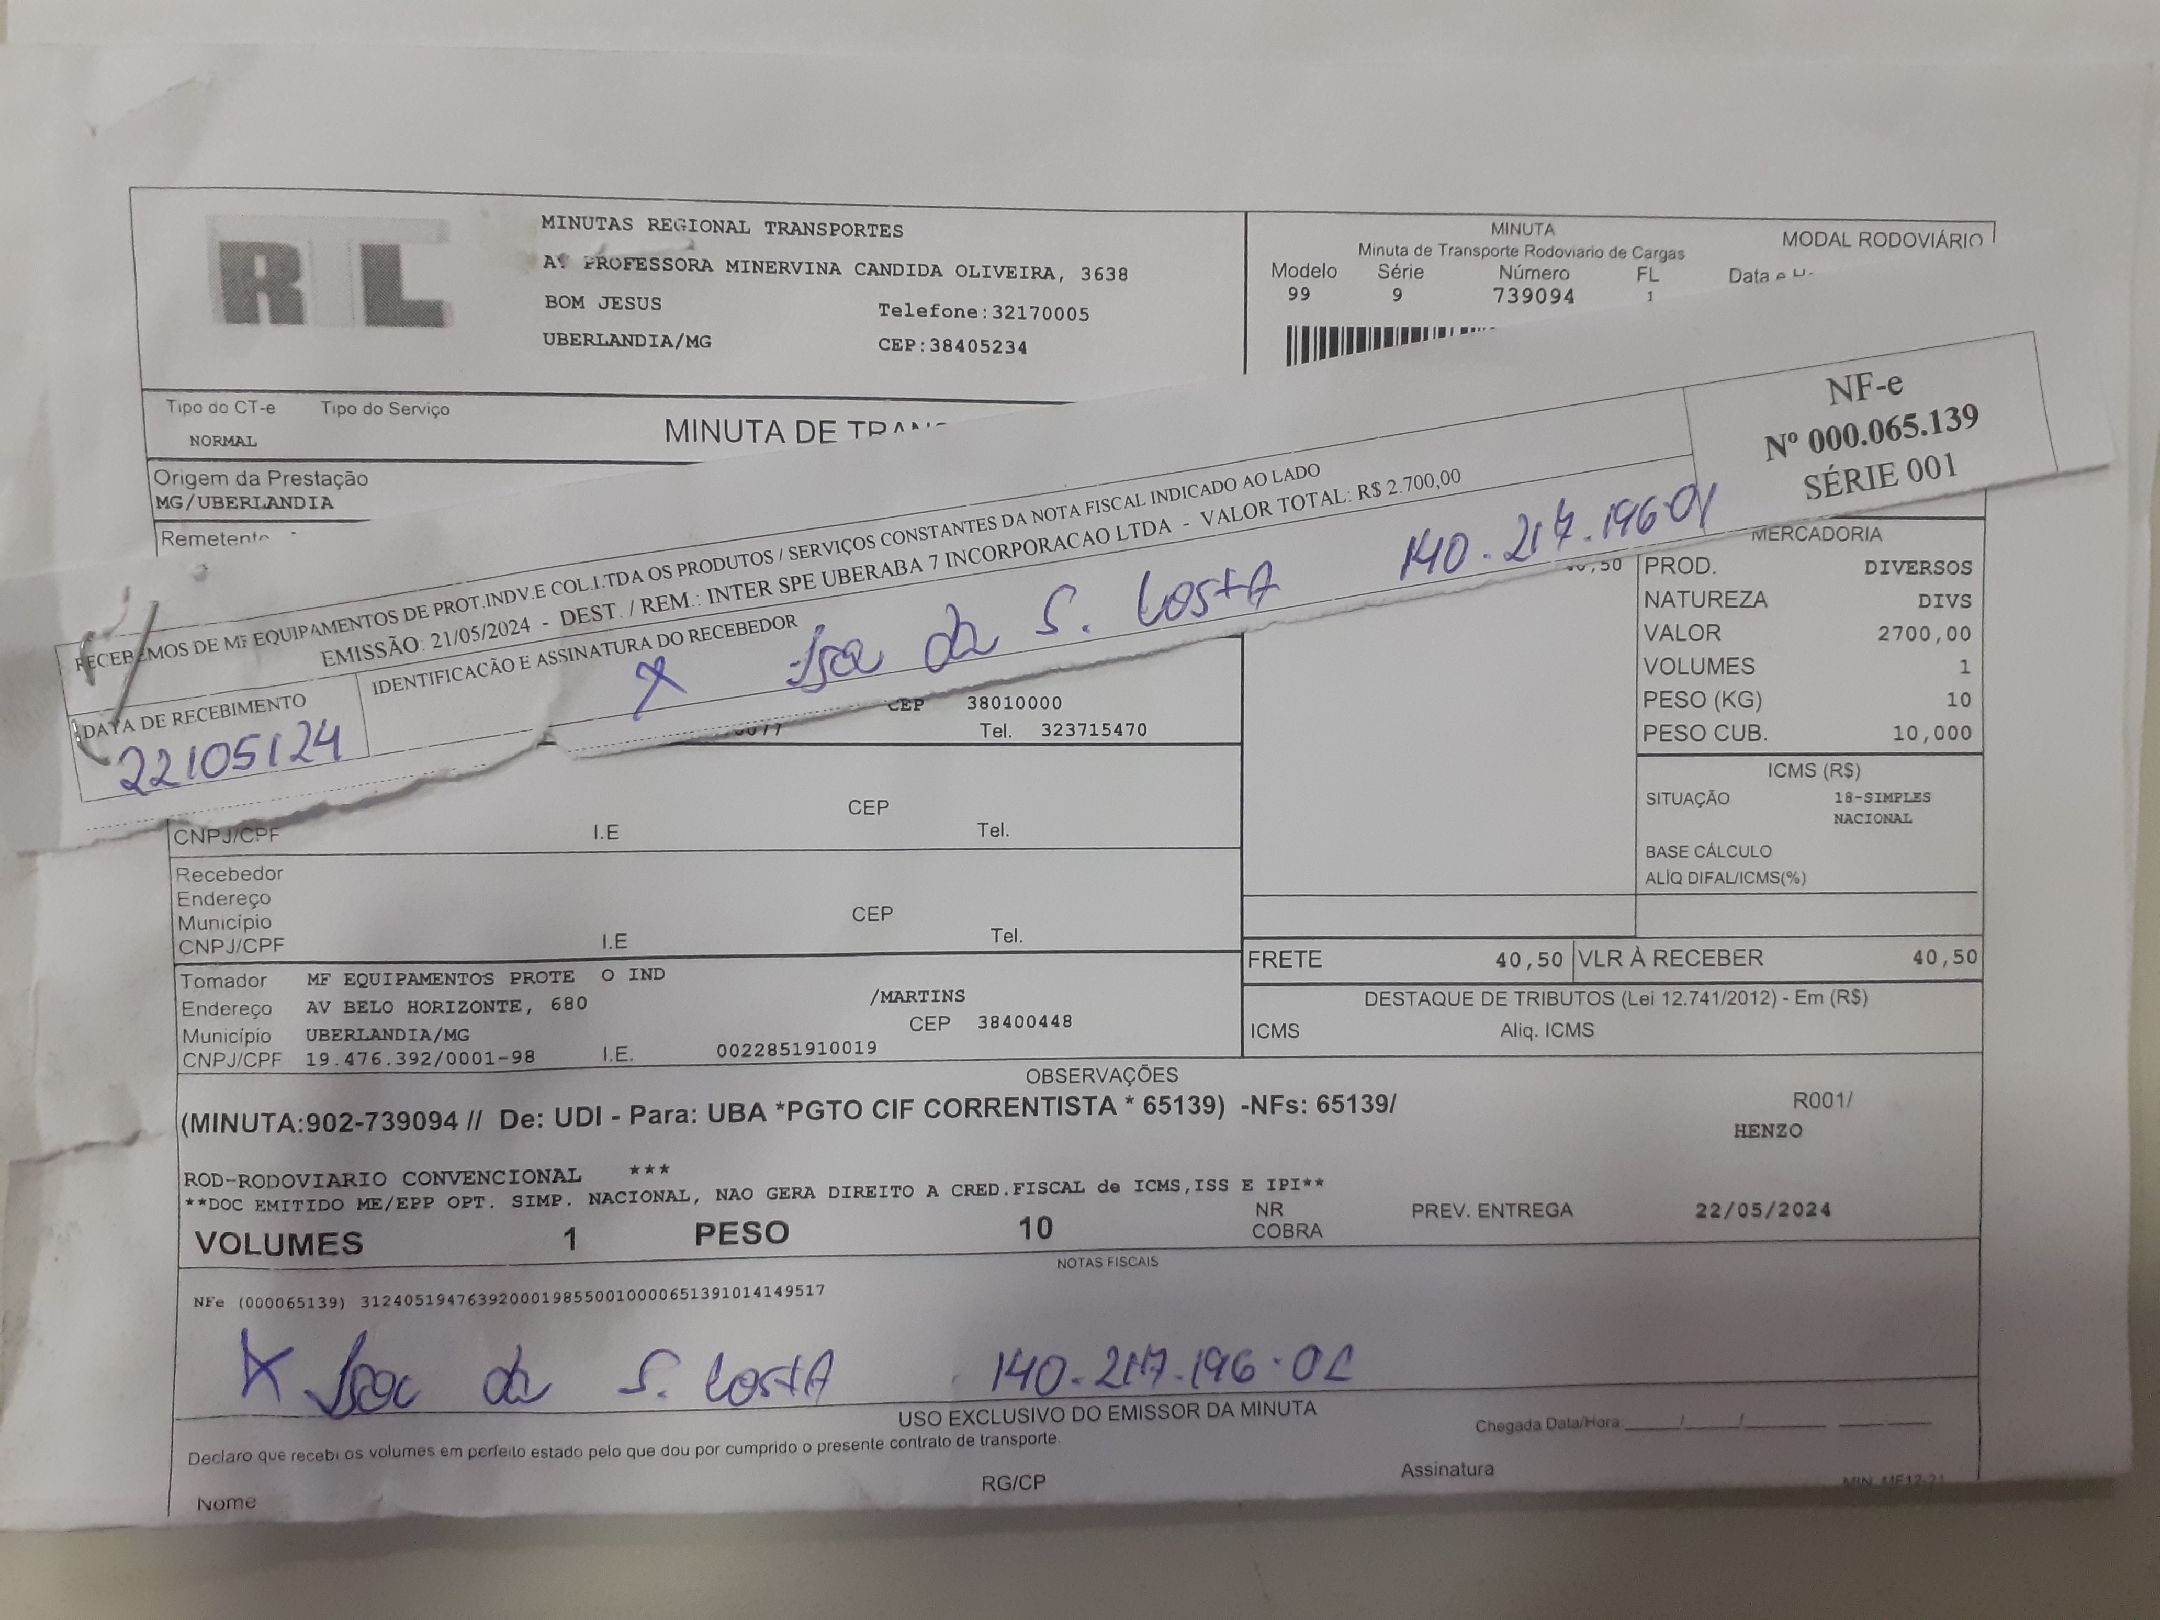 RTL
MINUTAS REGIONAL TRANSPORTES
AV PROFESSORA MINERVINA CANDIDA OLIVEIRA, 3638
BOM JESUS Telefone:32170005
UBERLANDIA/MG CEP:38405234
MINUTA
Minuta de Transporte Rodoviario de Cargas
MODAL RODOVIÁRIO
Modelo Série Número FL Data e
99 9 739094 1
Tipo do CT-e Tipo do Serviço
NORMAL
MINUTA DE
Origem da Prestação
MG/UBERLANDIA
Remetente
RECEBEMOS DE MF EQUIPAMENTOS DE PROT.INDV.E COL.LTDA OS PRODUTOS / SERVIÇOS CONSTANTES DA NOTA FISCAL INDICADO AO LADO
EMISSÃO: 21/05/2024 - DEST. / REM.: INTER SPE UBERABA 7 INCORPORACAO LTDA - VALOR TOTAL: R$ 2.700,00
DATA DE RECEBIMENTO
22/05/24
IDENTIFICAÇÃO E ASSINATURA DO RECEBEDOR
X da S. Costa 140.217.196-01
NF-e
Nº 000.065.139
SÉRIE 001
CEP 38010000
Tel. 323715470
CEP
CNPJ/CPF I.E Tel.
Recebedor
Endereço
Município CEP
CNPJ/CPF I.E Tel.
Tomador MF EQUIPAMENTOS PROTE O IND
Endereço AV BELO HORIZONTE, 680 /MARTINS
Município UBERLANDIA/MG CEP 38400448
CNPJ/CPF 19.476.392/0001-98 I.E. 0022851910019
MERCADORIA
PROD. DIVERSOS
NATUREZA DIVS
VALOR 2700,00
VOLUMES 1
PESO (KG) 10
PESO CUB. 10,000
ICMS (R$)
SITUAÇÃO 18-SIMPLES
NACIONAL
BASE CÁLCULO
ALÍQ DIFAL/ICMS(%)
FRETE 40,50 VLR À RECEBER 40,50
DESTAQUE DE TRIBUTOS (Lei 12.741/2012) - Em (R$)
ICMS Aliq. ICMS
OBSERVAÇÕES
(MINUTA:902-739094 // De: UDI - Para: UBA *PGTO CIF CORRENTISTA * 65139) -NFs: 65139/
R001/
HENZO
ROD-RODOVIARIO CONVENCIONAL ***
**DOC EMITIDO ME/EPP OPT. SIMP. NACIONAL, NAO GERA DIREITO A CRED.FISCAL de ICMS,ISS E IPI**
VOLUMES 1 PESO 10 NR COBRA PREV. ENTREGA 22/05/2024
NOTAS FISCAIS
NFe (000065139) 31240519476392000198550010000651391014149517
X da S. Costa 140.217.196-01
USO EXCLUSIVO DO EMISSOR DA MINUTA
Declaro que recebi os volumes em perfeito estado pelo que dou por cumprido o presente contrato de transporte.
Chegada Data/Hora:____/____/____
Nome RG/CP Assinatura